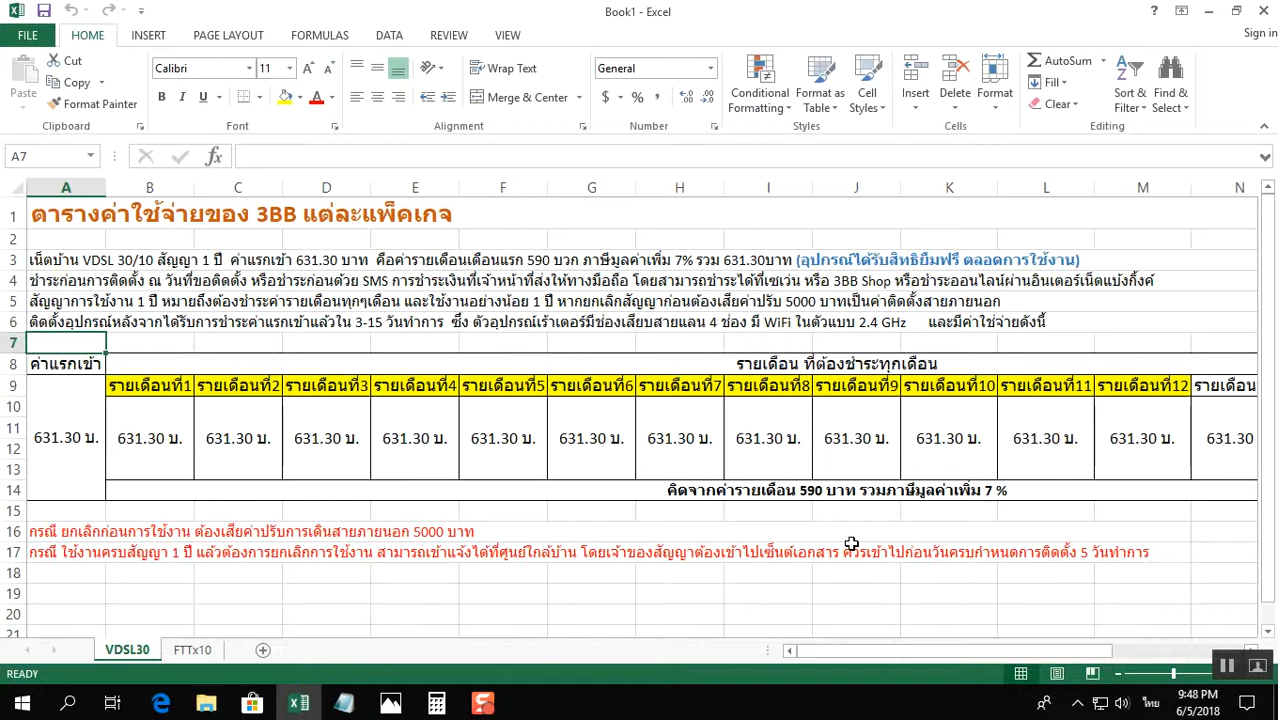 Book1 - Excel
?
FILE HOME INSERT PAGE LAYOUT FORMULAS DATA REVIEW VIEW Sign in
Paste Cut Copy Format Painter Clipboard
Calibri 11 A A B I U A Font
Wrap Text Merge & Center Alignment
General $ % , Number
Conditional Formatting Format as Table Cell Styles Styles
Insert Delete Format Cells
AutoSum Fill Clear Sort & Filter Find & Select Editing
A7 fx
A B C D E F G H I J K L M N
1 ตารางค่าใช้จ่ายของ 3BB แต่ละแพ็คเกจ
2
3 เน็ตบ้าน VDSL 30/10 สัญญา 1 ปี ค่าแรกเข้า 631.30 บาท คือค่ารายเดือนเดือนแรก 590 บวก ภาษีมูลค่าเพิ่ม 7% รวม 631.30บาท (อุปกรณ์ได้รับสิทธิยืมฟรี ตลอดการใช้งาน)
4 ชำระก่อนการติดตั้ง ณ วันที่ขอติดตั้ง หรือชำระก่อนด้วย SMS การชำระเงินที่เจ้าหน้าที่ส่งให้ทางมือถือ โดยสามารถชำระได้ที่เซเว่น หรือ 3BB Shop หรือชำระออนไลน์ผ่านอินเตอร์เน็ตแบ้งกิ้งค์
5 สัญญาการใช้งาน 1 ปี หมายถึงต้องชำระค่ารายเดือนทุกๆเดือน และใช้งานอย่างน้อย 1 ปี หากยกเลิกสัญญาก่อนต้องเสียค่าปรับ 5000 บาทเป็นค่าติดตั้งสายภายนอก
6 ติดตั้งอุปกรณ์หลังจากได้รับการชำระค่าแรกเข้าแล้วใน 3-15 วันทำการ ซึ่ง ตัวอุปกรณ์เร้าเตอร์มีช่องเสียบสายแลน 4 ช่อง มี WiFi ในตัวแบบ 2.4 GHz และมีค่าใช้จ่ายดังนี้
7
8 ค่าแรกเข้า รายเดือน ที่ต้องชำระทุกเดือน
9 รายเดือนที่1 รายเดือนที่2 รายเดือนที่3 รายเดือนที่4 รายเดือนที่5 รายเดือนที่6 รายเดือนที่7 รายเดือนที่8 รายเดือนที่9 รายเดือนที่10 รายเดือนที่11 รายเดือนที่12 รายเดือน
10
11
631.30 บ. 631.30 บ. 631.30 บ. 631.30 บ. 631.30 บ. 631.30 บ. 631.30 บ. 631.30 บ. 631.30 บ. 631.30 บ. 631.30 บ. 631.30 บ. 631.30 บ. 631.30
12
13
14 คิดจากค่ารายเดือน 590 บาท รวมภาษีมูลค่าเพิ่ม 7 %
15
16 กรณี ยกเลิกก่อนการใช้งาน ต้องเสียค่าปรับการเดินสายภายนอก 5000 บาท
17 กรณี ใช้งานครบสัญญา 1 ปี แล้วต้องการยกเลิกการใช้งาน สามารถเข้าแจ้งได้ที่ศูนย์ใกล้บ้าน โดยเจ้าของสัญญาต้องเข้าไปเซ็นต์เอกสาร ควรเข้าไปก่อนวันครบกำหนดการติดตั้ง 5 วันทำการ
18
19
20
21
VDSL30 FTTx10
READY
ไทย
9:48 PM
6/5/2018